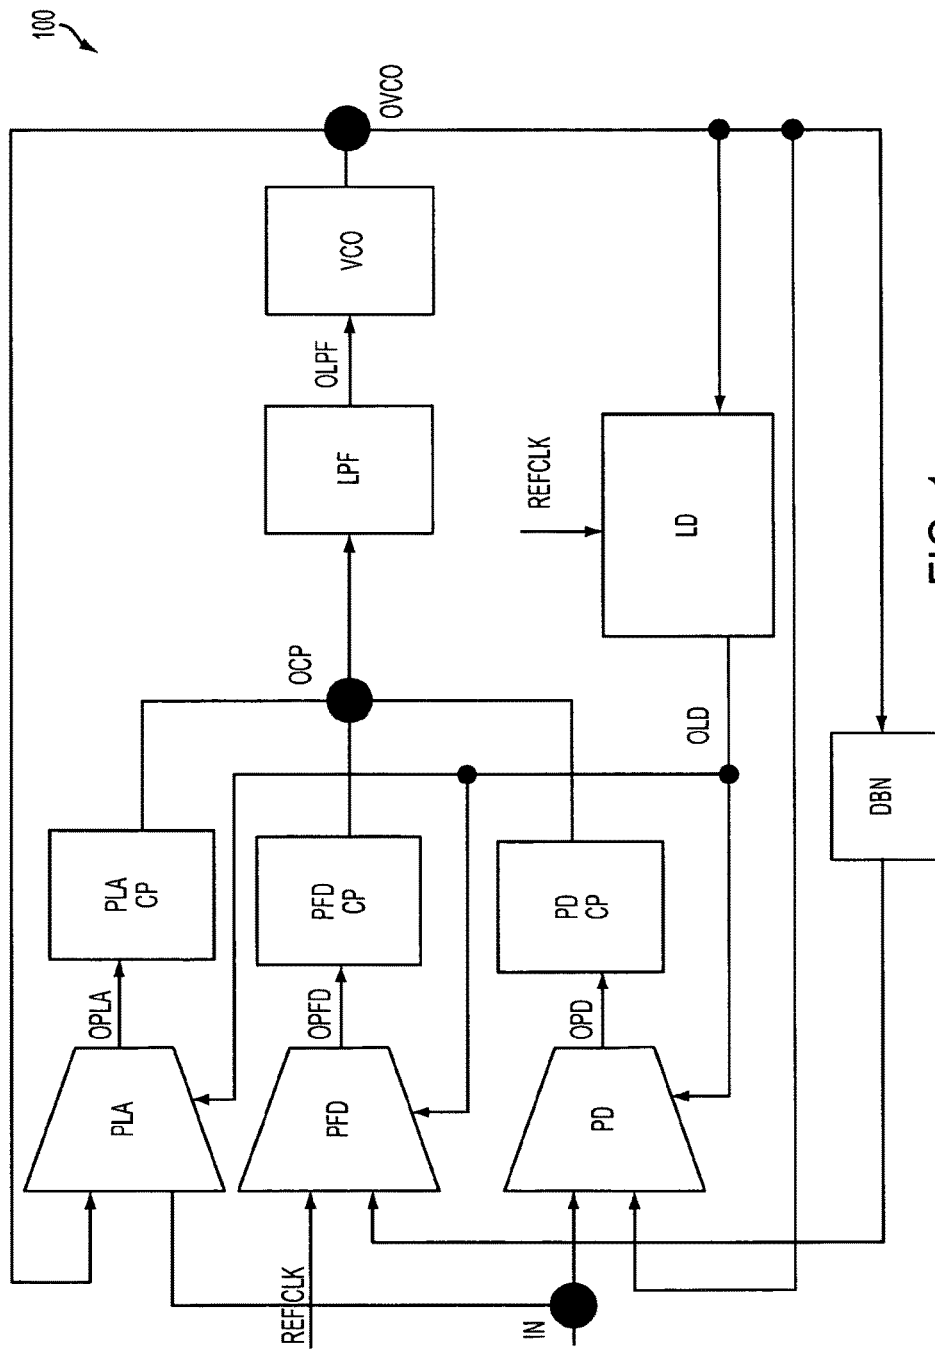 100
OVCO
VCO
OLPF
LPF
REFCLK
LD
OCP
OLD
DBN
PLA
CP
PFD
CP
PD
CP
OPLA
OPFD
OPD
PLA
PFD
PD
REFCLK
IN